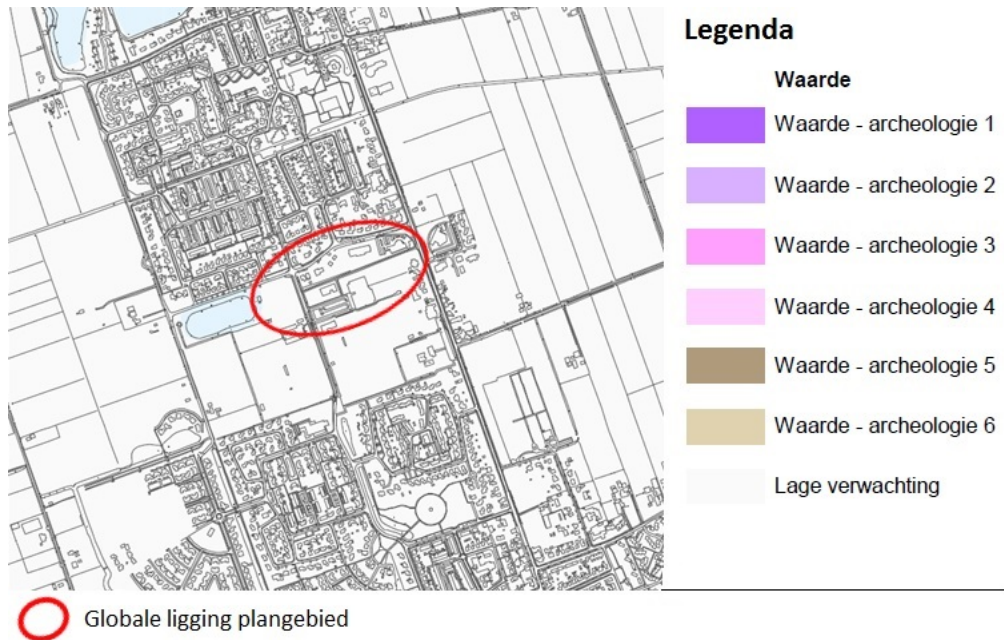 Legenda
Waarde
Waarde - archeologie 1
Waarde - archeologie 2
Waarde - archeologie 3
Waarde - archeologie 4
Waarde - archeologie 5
Waarde - archeologie 6
Lage verwachting
Globale ligging plangebied